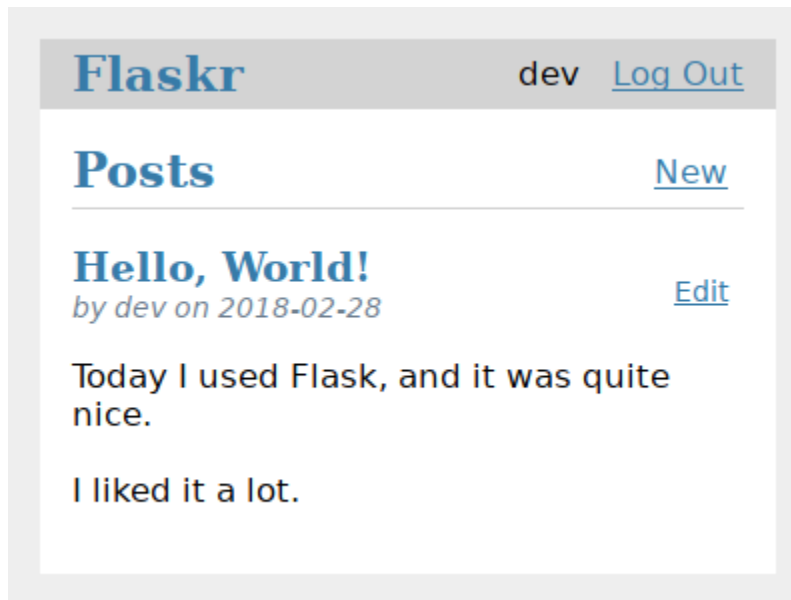 Flaskr dev Log Out
Posts New
Hello, World!
by dev on 2018-02-28
Edit
Today I used Flask, and it was quite
nice.
I liked it a lot.